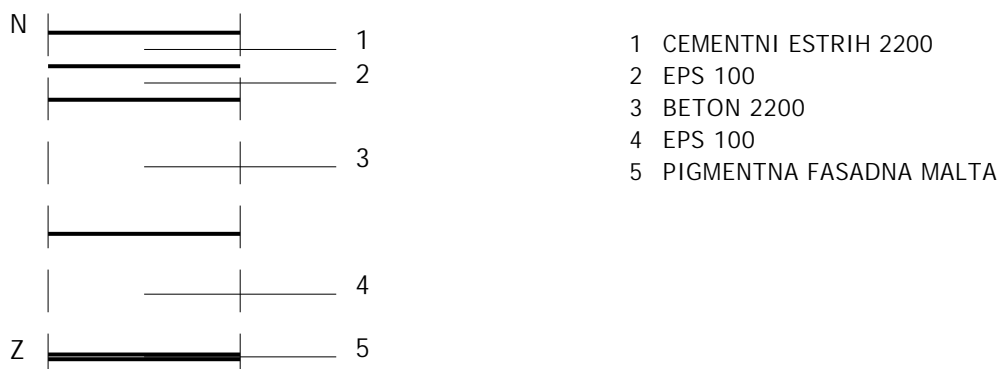 N
1
2
3
4
Z
5
1 CEMENTNI ESTRIH 2200
2 EPS 100
3 BETON 2200
4 EPS 100
5 PIGMENTNA FASADNA MALTA